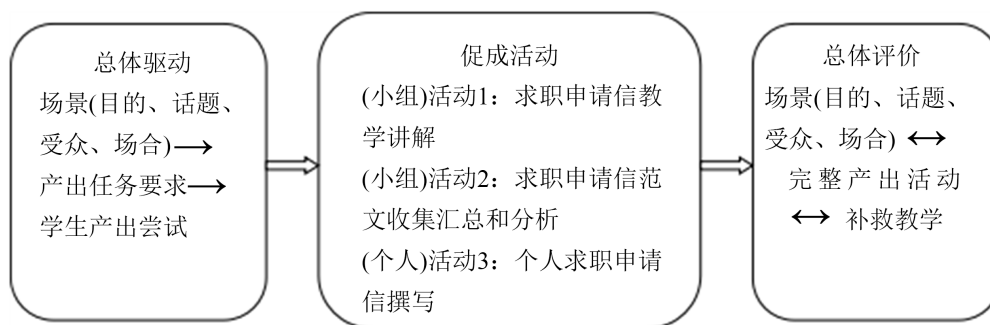 总体驱动
场景(目的、话题、
受众、场合)→
产出任务要求→
学生产出尝试
促成活动
(小组)活动1：求职申请信教
学讲解
(小组)活动2：求职申请信范
文收集汇总和分析
(个人)活动3：个人求职申请
信撰写
总体评价
场景(目的、话题、
受众、场合) ↔
完整产出活动
↔ 补救教学